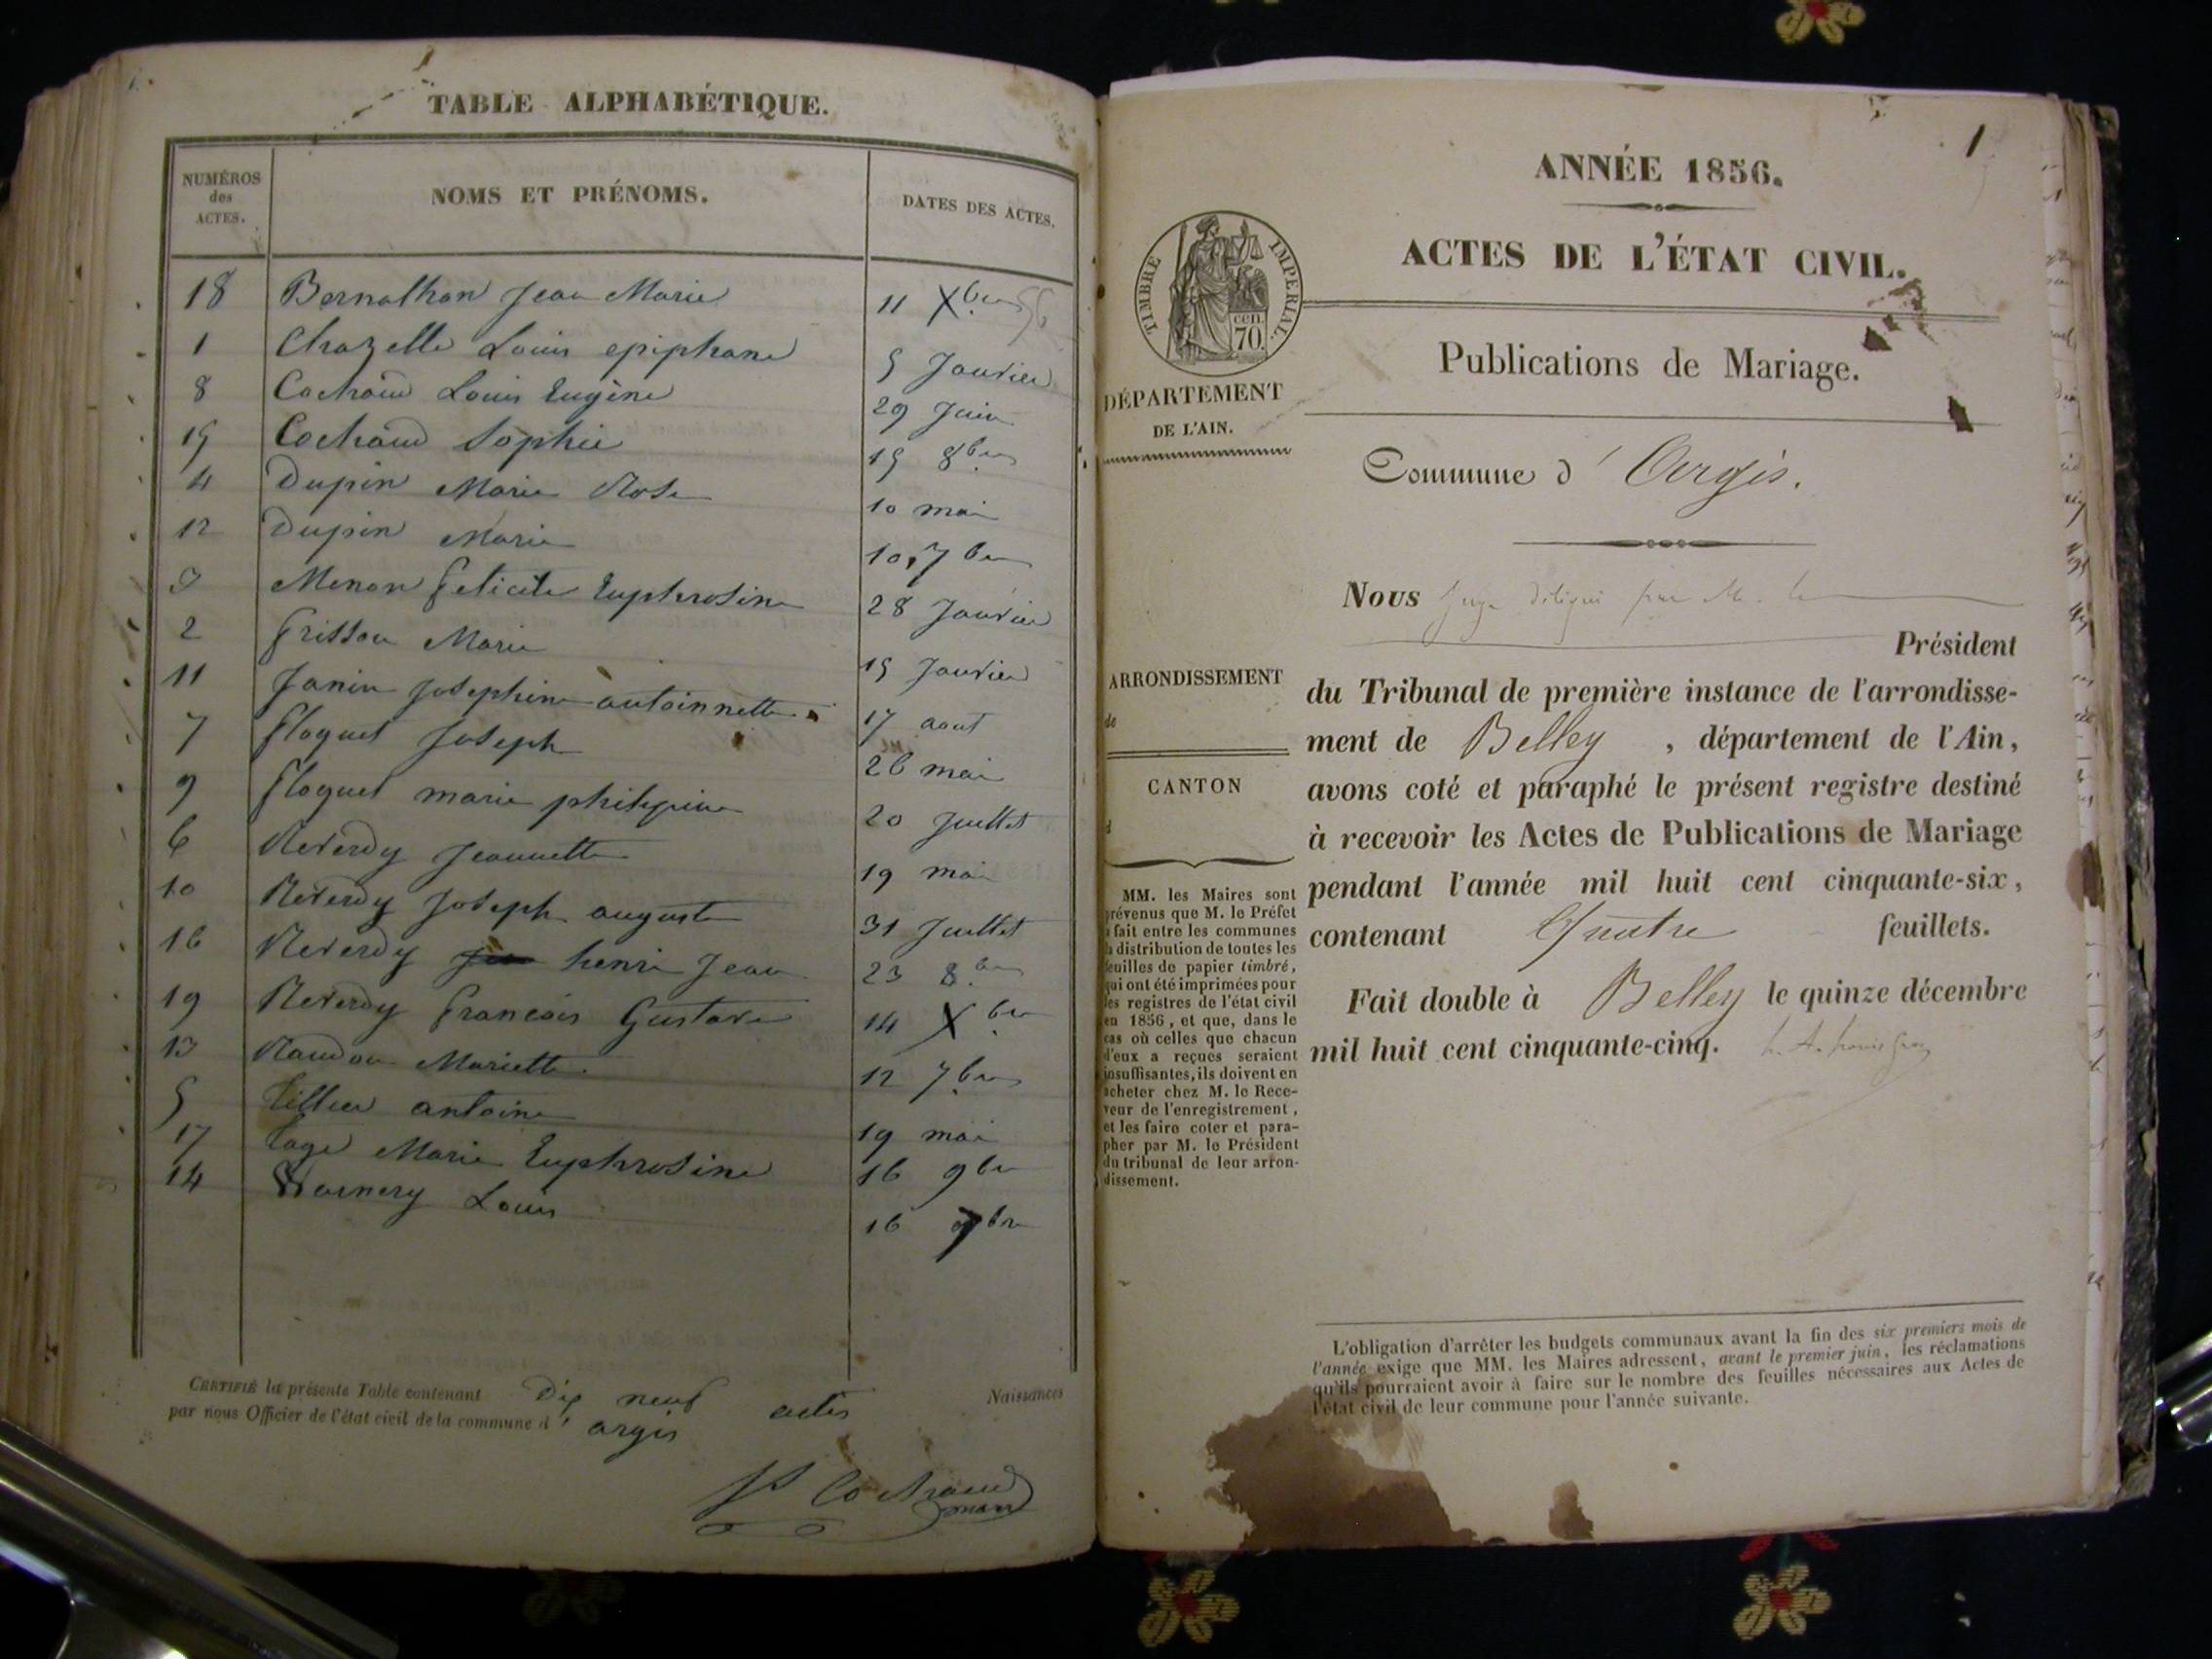 TABLE ALPHABÉTIQUE.
NUMÉROS des ACTES. NOMS ET PRÉNOMS. DATES DES ACTES.
18 Bernathan Jean Marie 11 Xbre 56
1 Chazelle Louis epiphane 5 Janvier
8 Cochaud Louis Eugène 29 Juin
15 Cochaud Sophie 15 8bre
4 Dupin Marie Rose 10 mai
12 Dupin Marie 10 7bre
3 Menan felicite Euphrosine 28 Janvier
2 frisson Marie 15 Janvier
11 Janin Josephine antoinnette 17 aout
7 floquet Joseph 26 mai
9 floquet marie philipine 20 Juillet
6 Reverdy Jeannette 19 mai
10 Reverdy Joseph auguste 31 Juillet
16 Reverdy henri Jean 23 8bre
19 Reverdy francois Gustave 14 Xbre
13 Mariette 12 7bre
5 Tillier antoine 19 mai
17 Marie Euphrosine 16 9bre
14 Warnery Louis 16 7bre
CERTIFIÉ la présente Table contenant Dix neuf actes Naissances
par nous Officier de l'état civil de la commune d' argis
Cochaud
maire
1
ANNÉE 1856.
ACTES DE L'ÉTAT CIVIL.
TIMBRE IMPERIAL.
cen.
70.
Publications de Mariage.
DÉPARTEMENT
DE L'AIN.
Commune d' Argis.
Nous Juge délégué par M. le
Président
ARRONDISSEMENT
de
CANTON
d
du Tribunal de première instance de l'arrondisse-
ment de Belley , département de l'Ain,
avons coté et paraphé le présent registre destiné
à recevoir les Actes de Publications de Mariage
pendant l'année mil huit cent cinquante-six,
contenant Quatre feuillets.
Fait double à Belley le quinze décembre
mil huit cent cinquante-cinq.
MM. les Maires sont
prévenus que M. le Préfet
a fait entre les communes
la distribution de toutes les
feuilles de papier timbré,
qui ont été imprimées pour
les registres de l'état civil
en 1856, et que, dans le
cas où celles que chacun
d'eux a reçues seraient
insuffisantes, ils doivent en
acheter chez M. le Rece-
veur de l'enregistrement,
et les faire coter et para-
pher par M. le Président
du tribunal de leur arron-
dissement.
L'obligation d'arrêter les budgets communaux avant la fin des six premiers mois de
l'année exige que MM. les Maires adressent, avant le premier juin, les réclamations
qu'ils pourraient avoir à faire sur le nombre des feuilles nécessaires aux Actes de
l'état civil de leur commune pour l'année suivante.